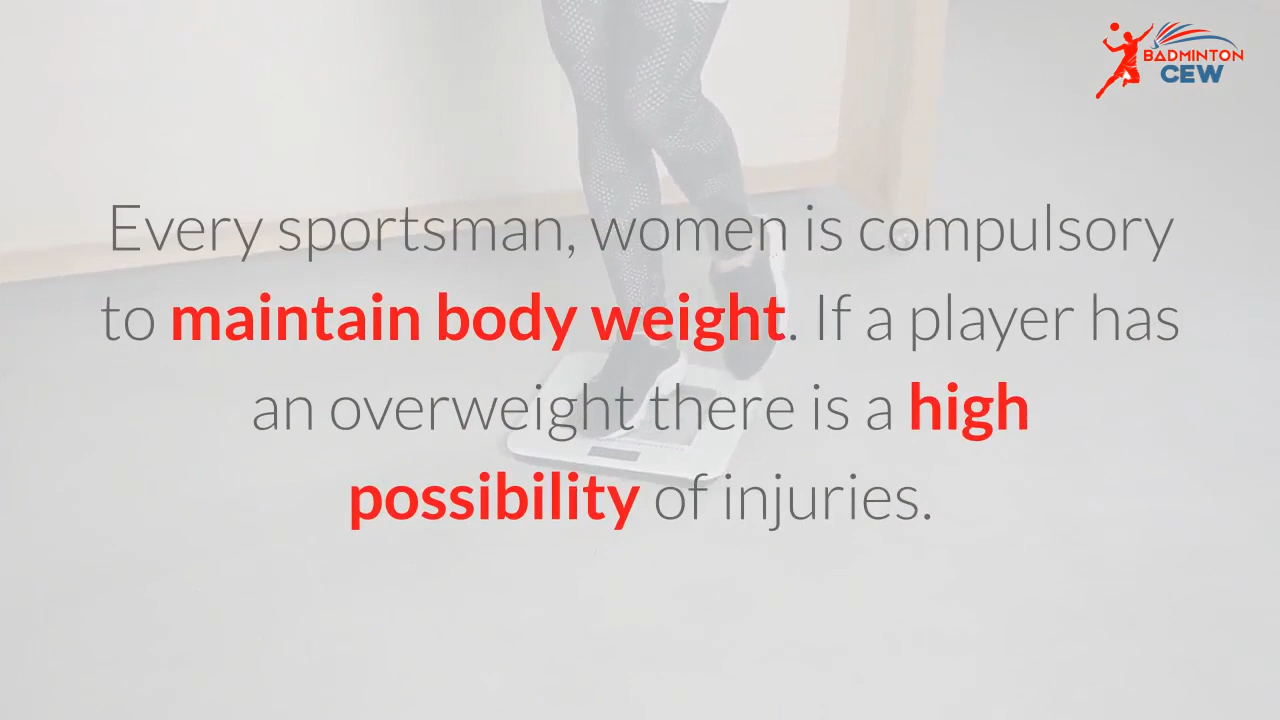 BADMINTON
CEW
Every sportsman, women is compulsory
to maintain body weight. If a player has
an overweight there is a high
possibility of injuries.